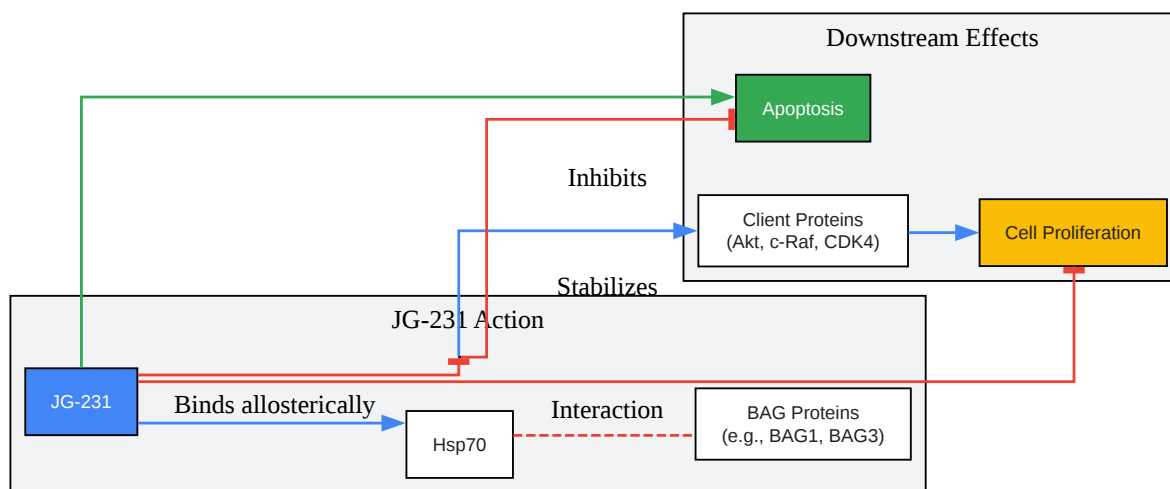 Downstream Effects
Apoptosis
Inhibits
Client Proteins
(Akt, c-Raf, CDK4)
Cell Proliferation
Stabilizes
JG-231 Action
JG-231
Binds allosterically
Hsp70
Interaction
BAG Proteins
(e.g., BAG1, BAG3)